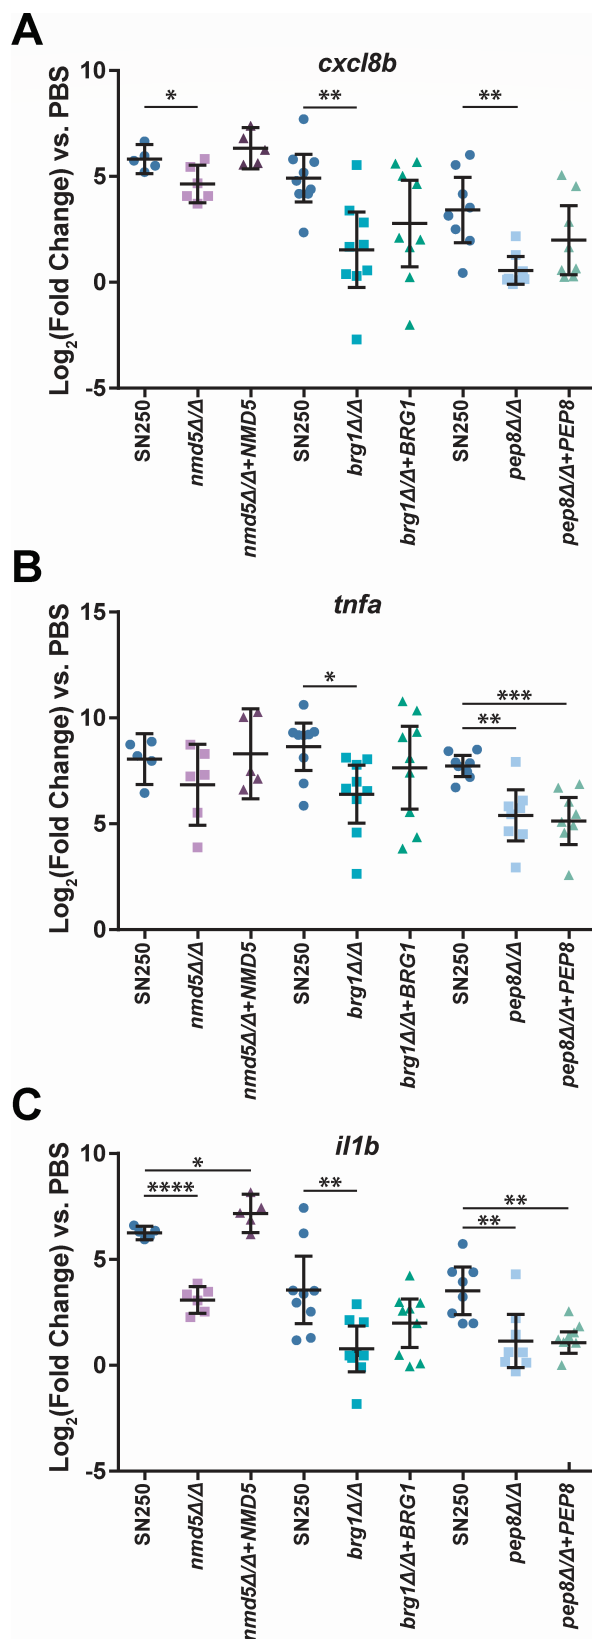 A
cxcl8b
Log2(Fold Change) vs. PBS
10
5
0
-5
*
**
**
SN250
nmd5Δ/Δ
nmd5Δ/Δ+NMD5
SN250
brg1Δ/Δ
brg1Δ/Δ+BRG1
SN250
pep8Δ/Δ
pep8Δ/Δ+PEP8
B
tnfa
Log2(Fold Change) vs. PBS
15
10
5
0
*
***
**
SN250
nmd5Δ/Δ
nmd5Δ/Δ+NMD5
SN250
brg1Δ/Δ
brg1Δ/Δ+BRG1
SN250
pep8Δ/Δ
pep8Δ/Δ+PEP8
C
il1b
Log2(Fold Change) vs. PBS
10
5
0
-5
*
****
**
**
**
SN250
nmd5Δ/Δ
nmd5Δ/Δ+NMD5
SN250
brg1Δ/Δ
brg1Δ/Δ+BRG1
SN250
pep8Δ/Δ
pep8Δ/Δ+PEP8